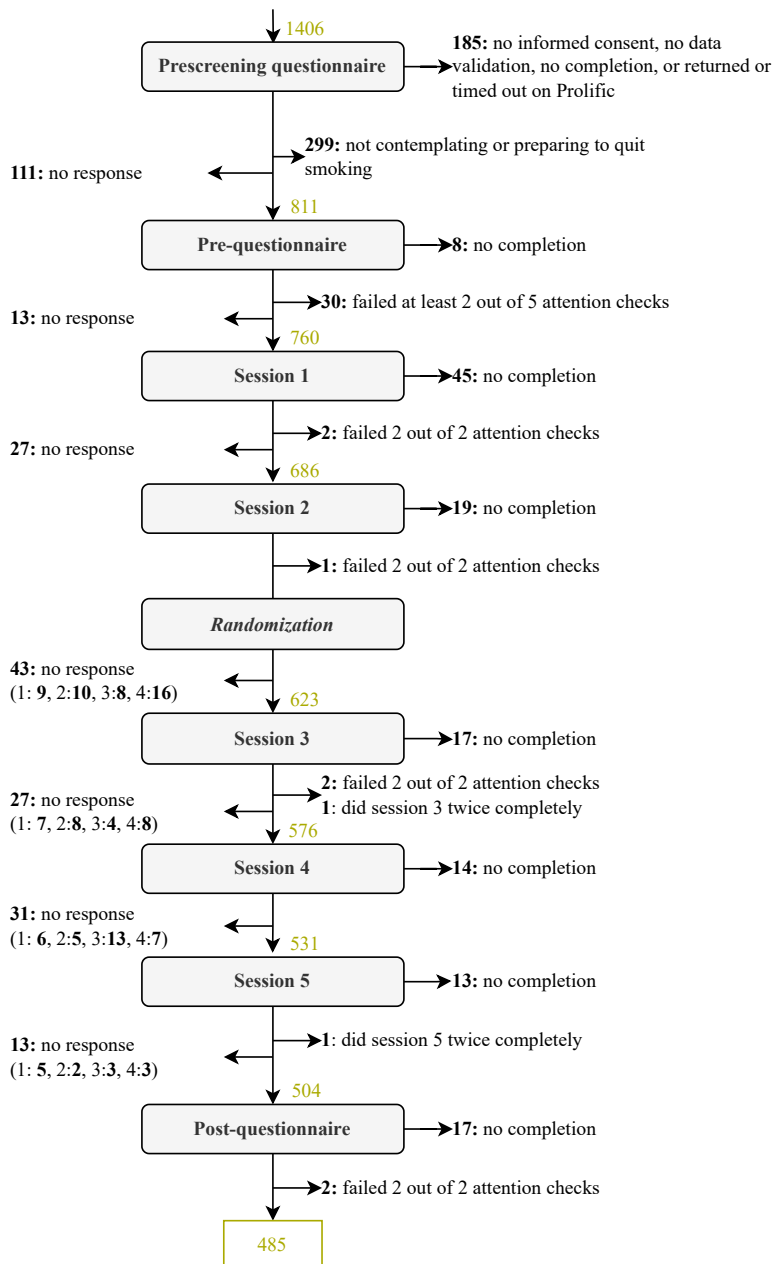 1406
Prescreening questionnaire
185: no informed consent, no data
validation, no completion, or returned or
timed out on Prolific
299: not contemplating or preparing to quit
smoking
111: no response
811
Pre-questionnaire
8: no completion
30: failed at least 2 out of 5 attention checks
13: no response
760
Session 1
45: no completion
2: failed 2 out of 2 attention checks
27: no response
686
Session 2
19: no completion
1: failed 2 out of 2 attention checks
Randomization
43: no response
(1: 9, 2:10, 3:8, 4:16)
623
Session 3
17: no completion
2: failed 2 out of 2 attention checks
1: did session 3 twice completely
27: no response
(1: 7, 2:8, 3:4, 4:8)
576
Session 4
14: no completion
31: no response
(1: 6, 2:5, 3:13, 4:7)
531
Session 5
13: no completion
1: did session 5 twice completely
13: no response
(1: 5, 2:2, 3:3, 4:3)
504
Post-questionnaire
17: no completion
2: failed 2 out of 2 attention checks
485